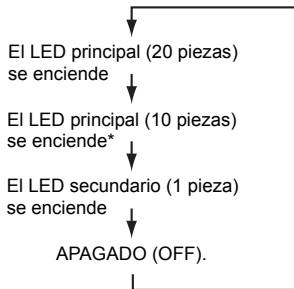 El LED principal (20 piezas)
se enciende
El LED principal (10 piezas)
se enciende*
El LED secundario (1 pieza)
se enciende
APAGADO (OFF).